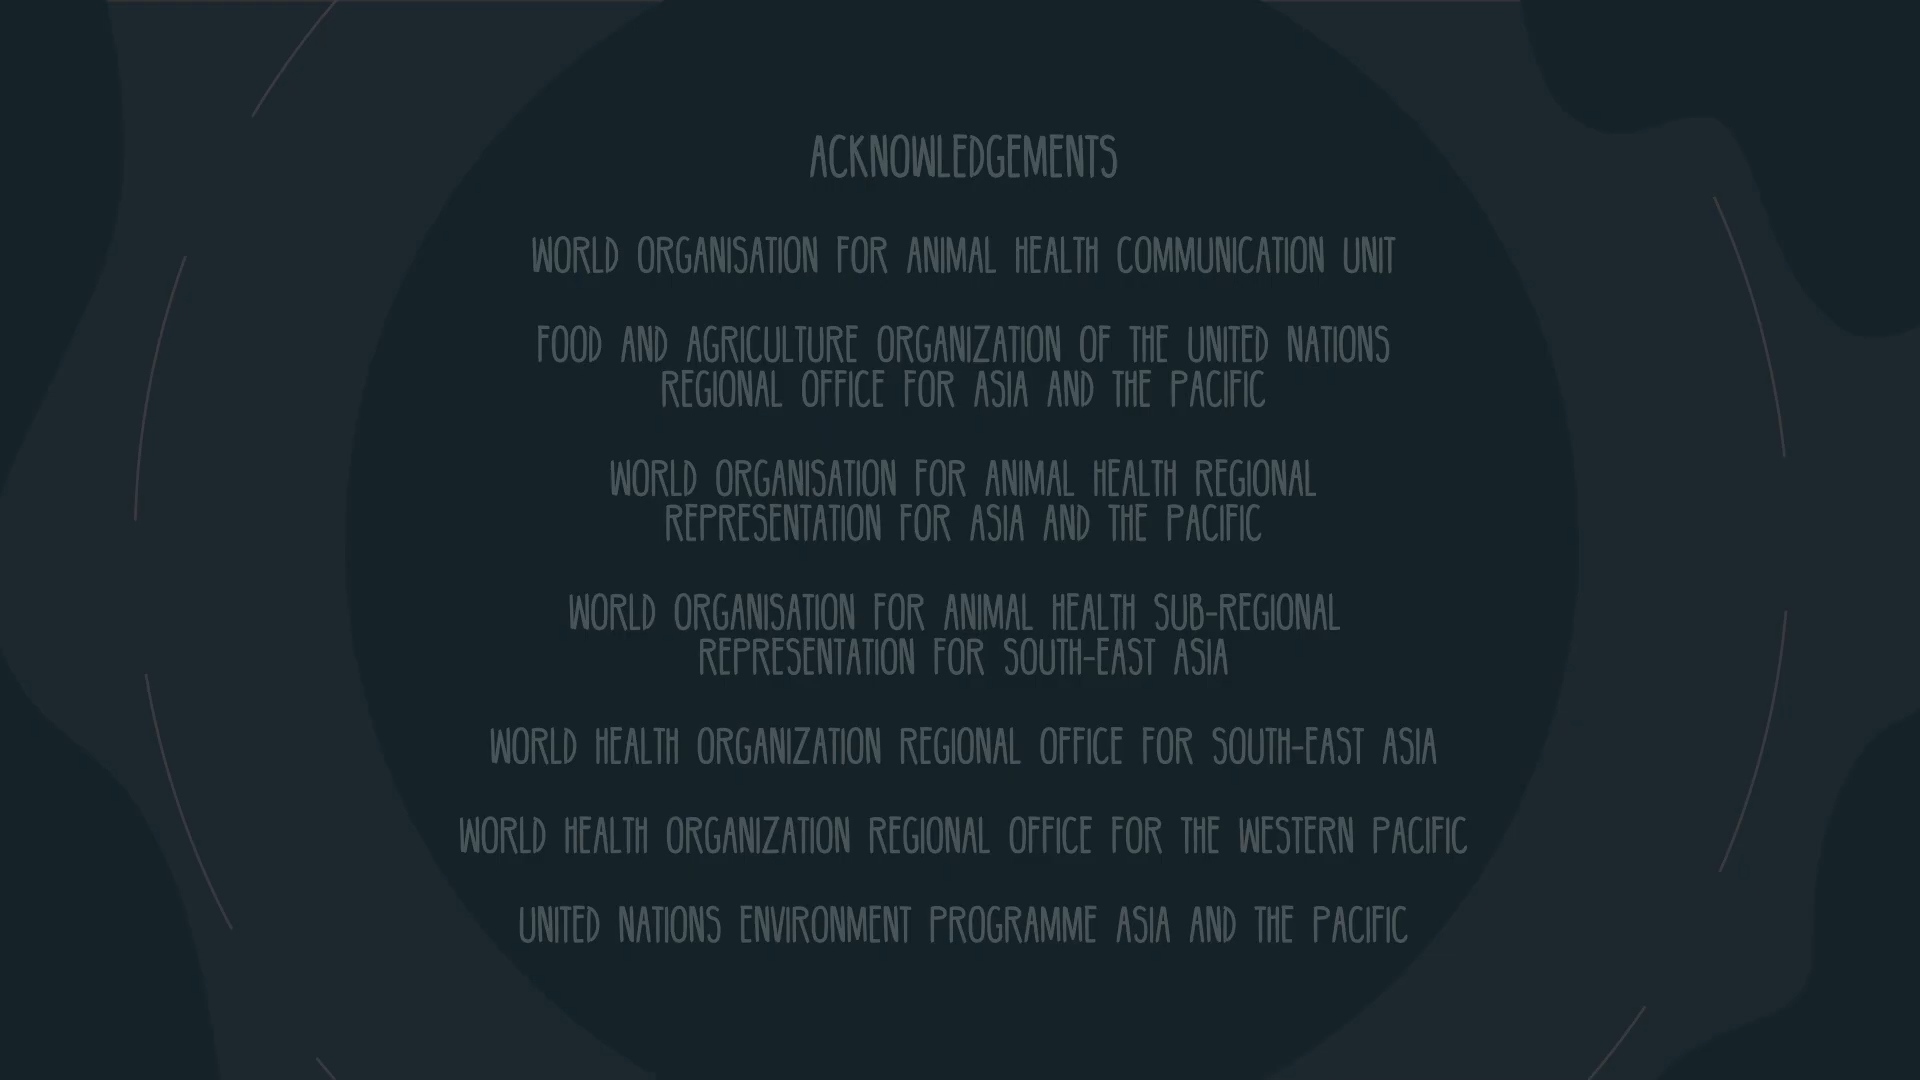 ACKNOWLEDGEMENTS
WORLD ORGANISATION FOR ANIMAL HEALTH COMMUNICATION UNIT
FOOD AND AGRICULTURE ORGANIZATION OF THE UNITED NATIONS
REGIONAL OFFICE FOR ASIA AND THE PACIFIC
WORLD ORGANISATION FOR ANIMAL HEALTH REGIONAL
REPRESENTATION FOR ASIA AND THE PACIFIC
WORLD ORGANISATION FOR ANIMAL HEALTH SUB-REGIONAL
REPRESENTATION FOR SOUTH-EAST ASIA
WORLD HEALTH ORGANIZATION REGIONAL OFFICE FOR SOUTH-EAST ASIA
WORLD HEALTH ORGANIZATION REGIONAL OFFICE FOR THE WESTERN PACIFIC
UNITED NATIONS ENVIRONMENT PROGRAMME ASIA AND THE PACIFIC